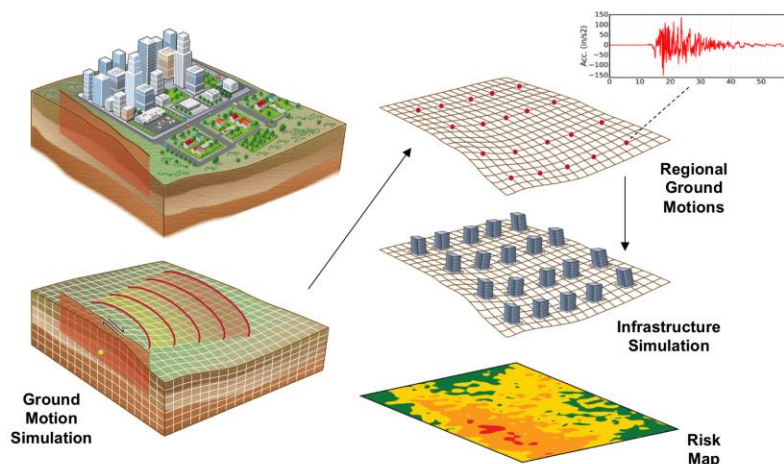 150
100
50
0
−50
−100
−150
Acc. (in/s2)
0 10 20 30 40 50
Regional
Ground
Motions
Infrastructure
Simulation
Ground
Motion
Simulation
Risk
Map